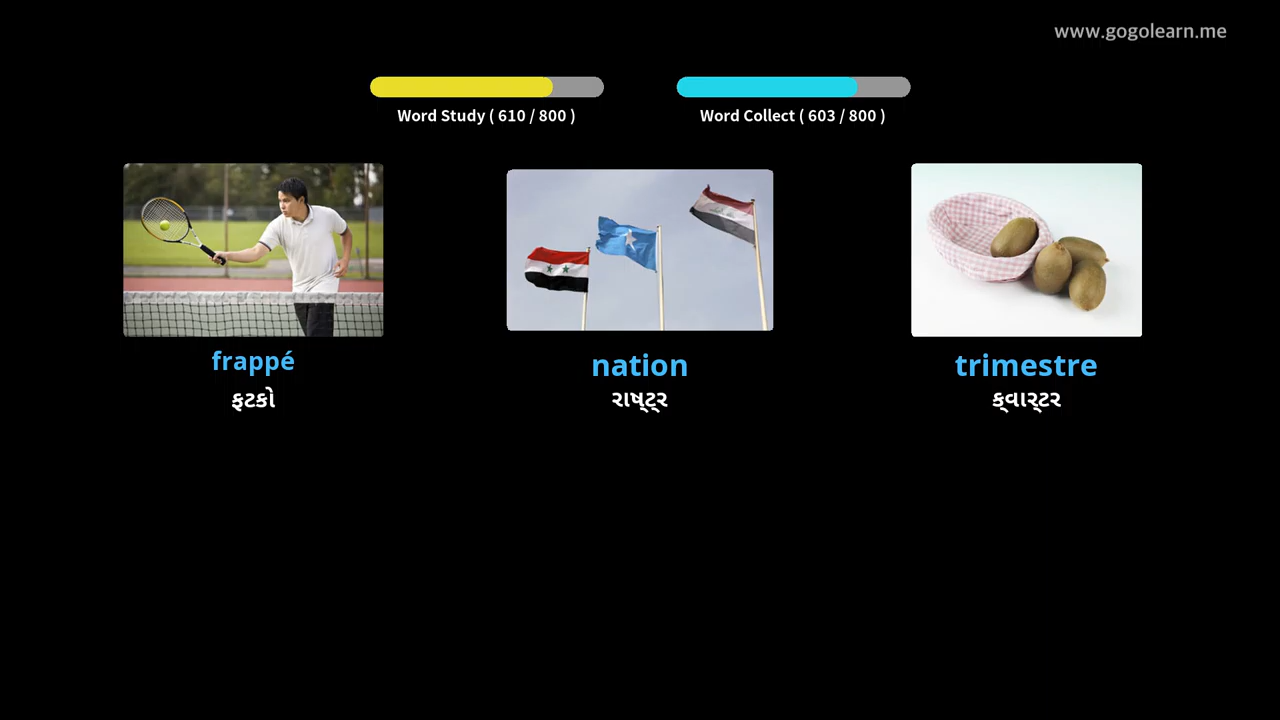 www.gogolearn.me
Word Study ( 610 / 800 )
Word Collect ( 603 / 800 )
frappé
nation
trimestre
ફટકો
રાષ્ટ્ર
ક્વાર્ટર